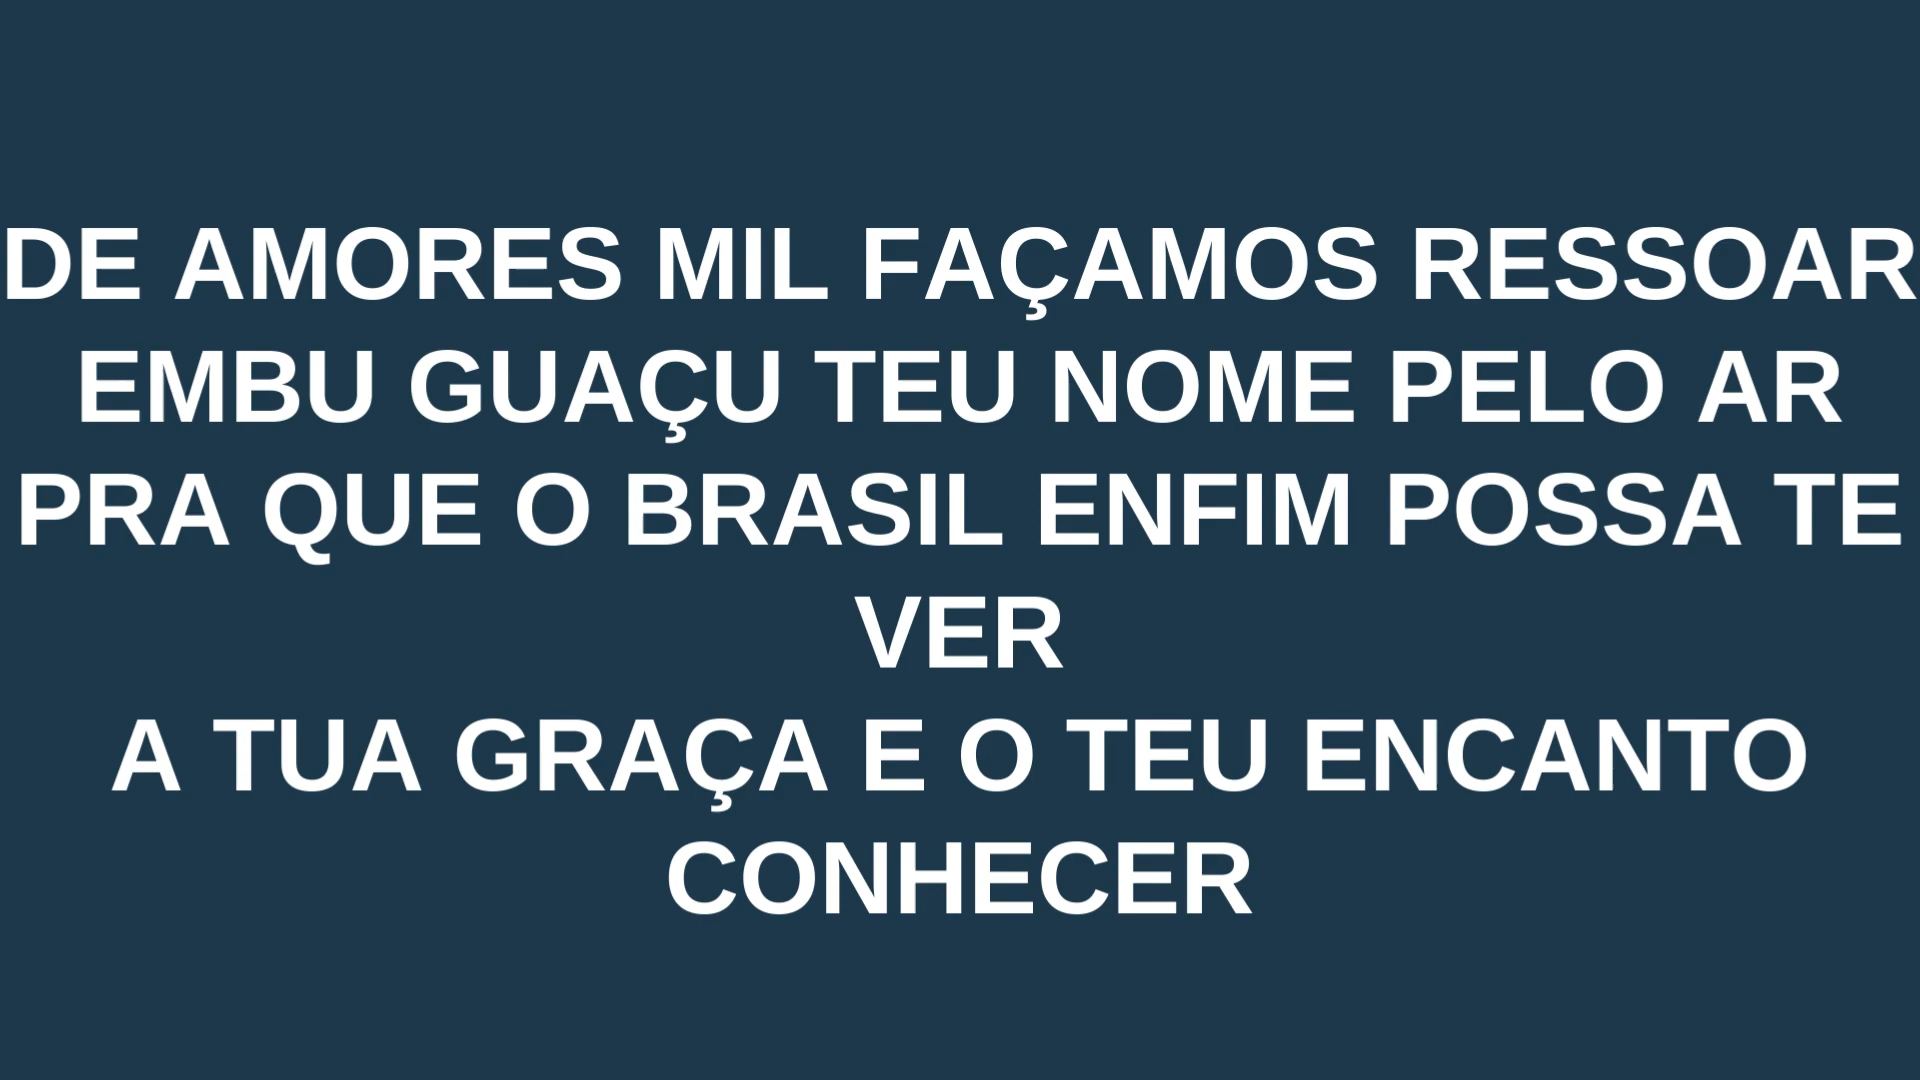 DE AMORES MIL FAÇAMOS RESSOAR
EMBU GUAÇU TEU NOME PELO AR
PRA QUE O BRASIL ENFIM POSSA TE
VER
A TUA GRAÇA E O TEU ENCANTO
CONHECER